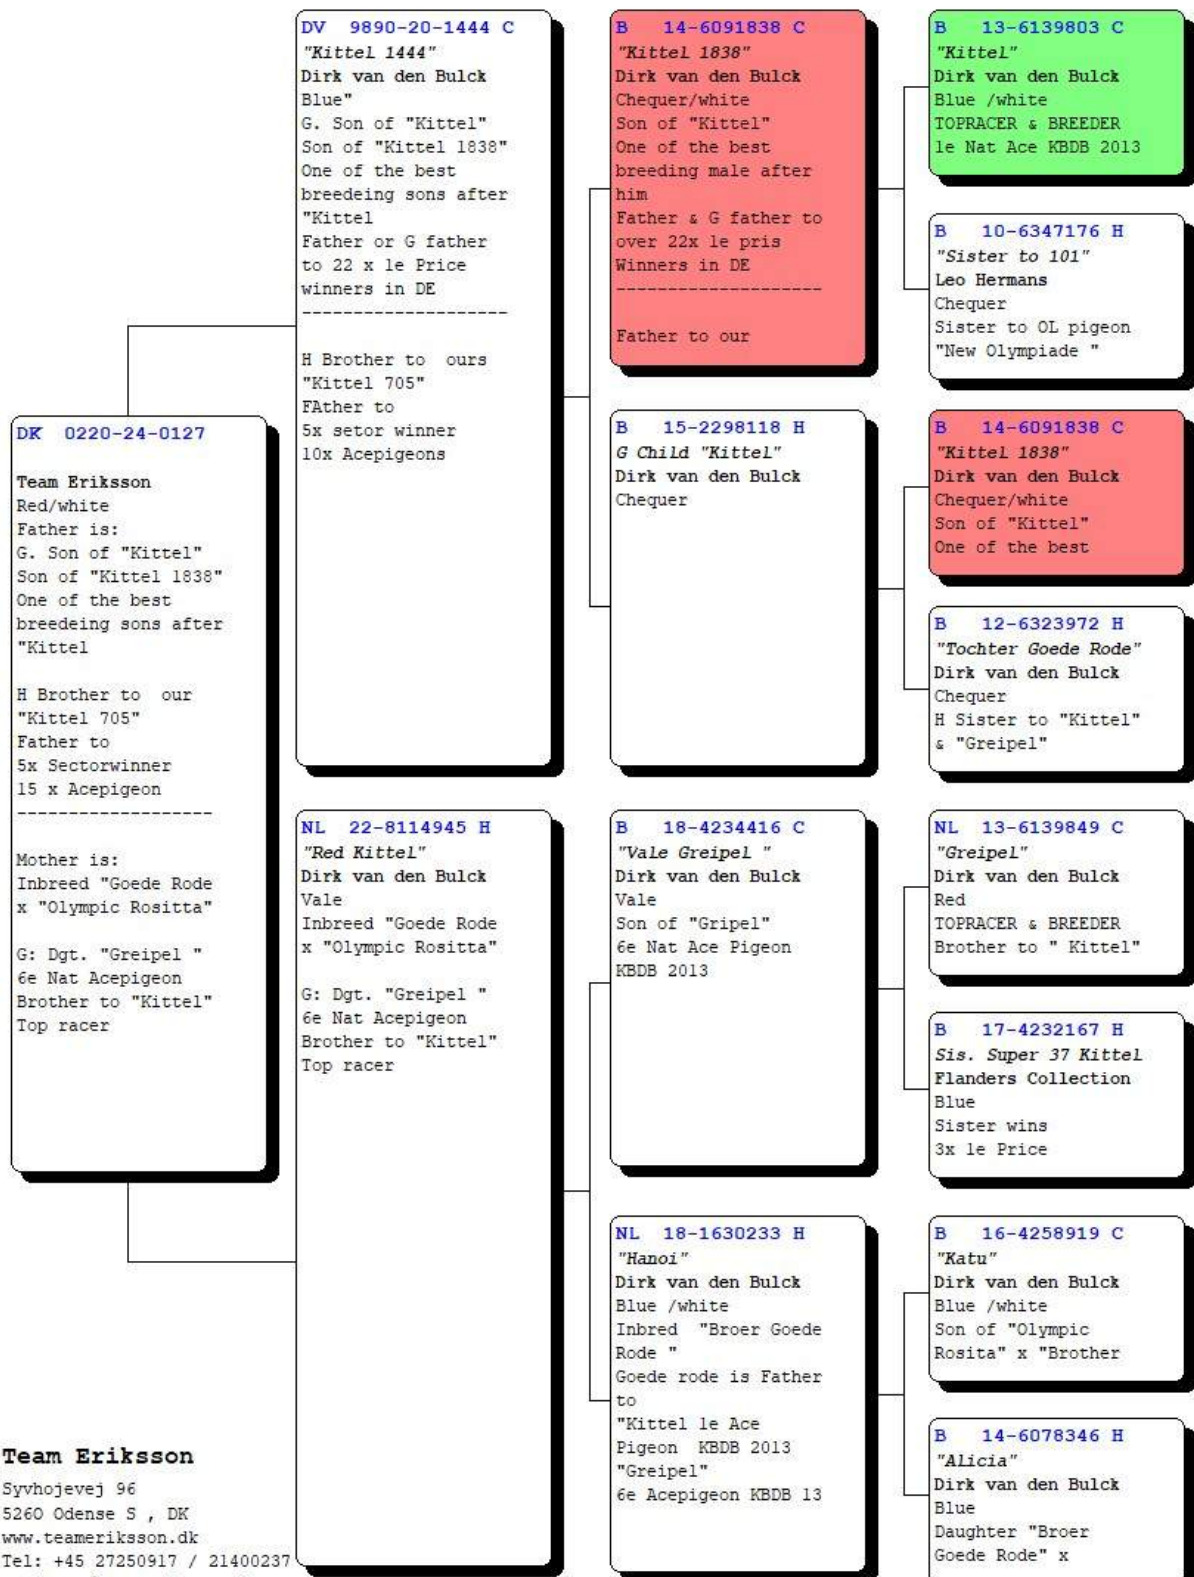 DK 0220-24-0127
Team Eriksson
Red/white
Father is:
G. Son of "Kittel"
Son of "Kittel 1838"
One of the best
breedeing sons after
"Kittel
H Brother to our
"Kittel 705"
Father to
5x Sectorwinner
15 x Acepigeon
-------------------
Mother is:
Inbreed "Goede Rode
x "Olympic Rositta"
G: Dgt. "Greipel "
6e Nat Acepigeon
Brother to "Kittel"
Top racer
DV 9890-20-1444 C
"Kittel 1444"
Dirk van den Bulck
Blue"
G. Son of "Kittel"
Son of "Kittel 1838"
One of the best
breedeing sons after
"Kittel
Father or G father
to 22 x 1e Price
winners in DE
--------------------
H Brother to ours
"Kittel 705"
FAther to
5x setor winner
10x Acepigeons
NL 22-8114945 H
"Red Kittel"
Dirk van den Bulck
Vale
Inbreed "Goede Rode
x "Olympic Rositta"
G: Dgt. "Greipel "
6e Nat Acepigeon
Brother to "Kittel"
Top racer
B 14-6091838 C
"Kittel 1838"
Dirk van den Bulck
Chequer/white
Son of "Kittel"
One of the best
breeding male after
him
Father & G father to
over 22x 1e pris
Winners in DE
--------------------
Father to our
B 15-2298118 H
G Child "Kittel"
Dirk van den Bulck
Chequer
B 18-4234416 C
"Vale Greipel "
Dirk van den Bulck
Vale
Son of "Gripel"
6e Nat Ace Pigeon
KBDB 2013
NL 18-1630233 H
"Hanoi"
Dirk van den Bulck
Blue /white
Inbred "Broer Goede
Rode "
Goede rode is Father
to
"Kittel 1e Ace
Pigeon KBDB 2013
"Greipel"
6e Acepigeon KBDB 13
B 13-6139803 C
"Kittel"
Dirk van den Bulck
Blue /white
TOPRACER & BREEDER
1e Nat Ace KBDB 2013
B 10-6347176 H
"Sister to 101"
Leo Hermans
Chequer
Sister to OL pigeon
"New Olympiade "
B 14-6091838 C
"Kittel 1838"
Dirk van den Bulck
Chequer/white
Son of "Kittel"
One of the best
B 12-6323972 H
"Tochter Goede Rode"
Dirk van den Bulck
Chequer
H Sister to "Kittel"
& "Greipel"
NL 13-6139849 C
"Greipel"
Dirk van den Bulck
Red
TOPRACER & BREEDER
Brother to " Kittel"
B 17-4232167 H
Sis. Super 37 Kittel
Flanders Collection
Blue
Sister wins
3x 1e Price
B 16-4258919 C
"Katu"
Dirk van den Bulck
Blue /white
Son of "Olympic
Rosita" x "Brother
B 14-6078346 H
"Alicia"
Dirk van den Bulck
Blue
Daughter "Broer
Goede Rode" x
Team Eriksson
Syvhojevej 96
5260 Odense S , DK
www.teameriksson.dk
Tel: +45 27250917 / 21400237